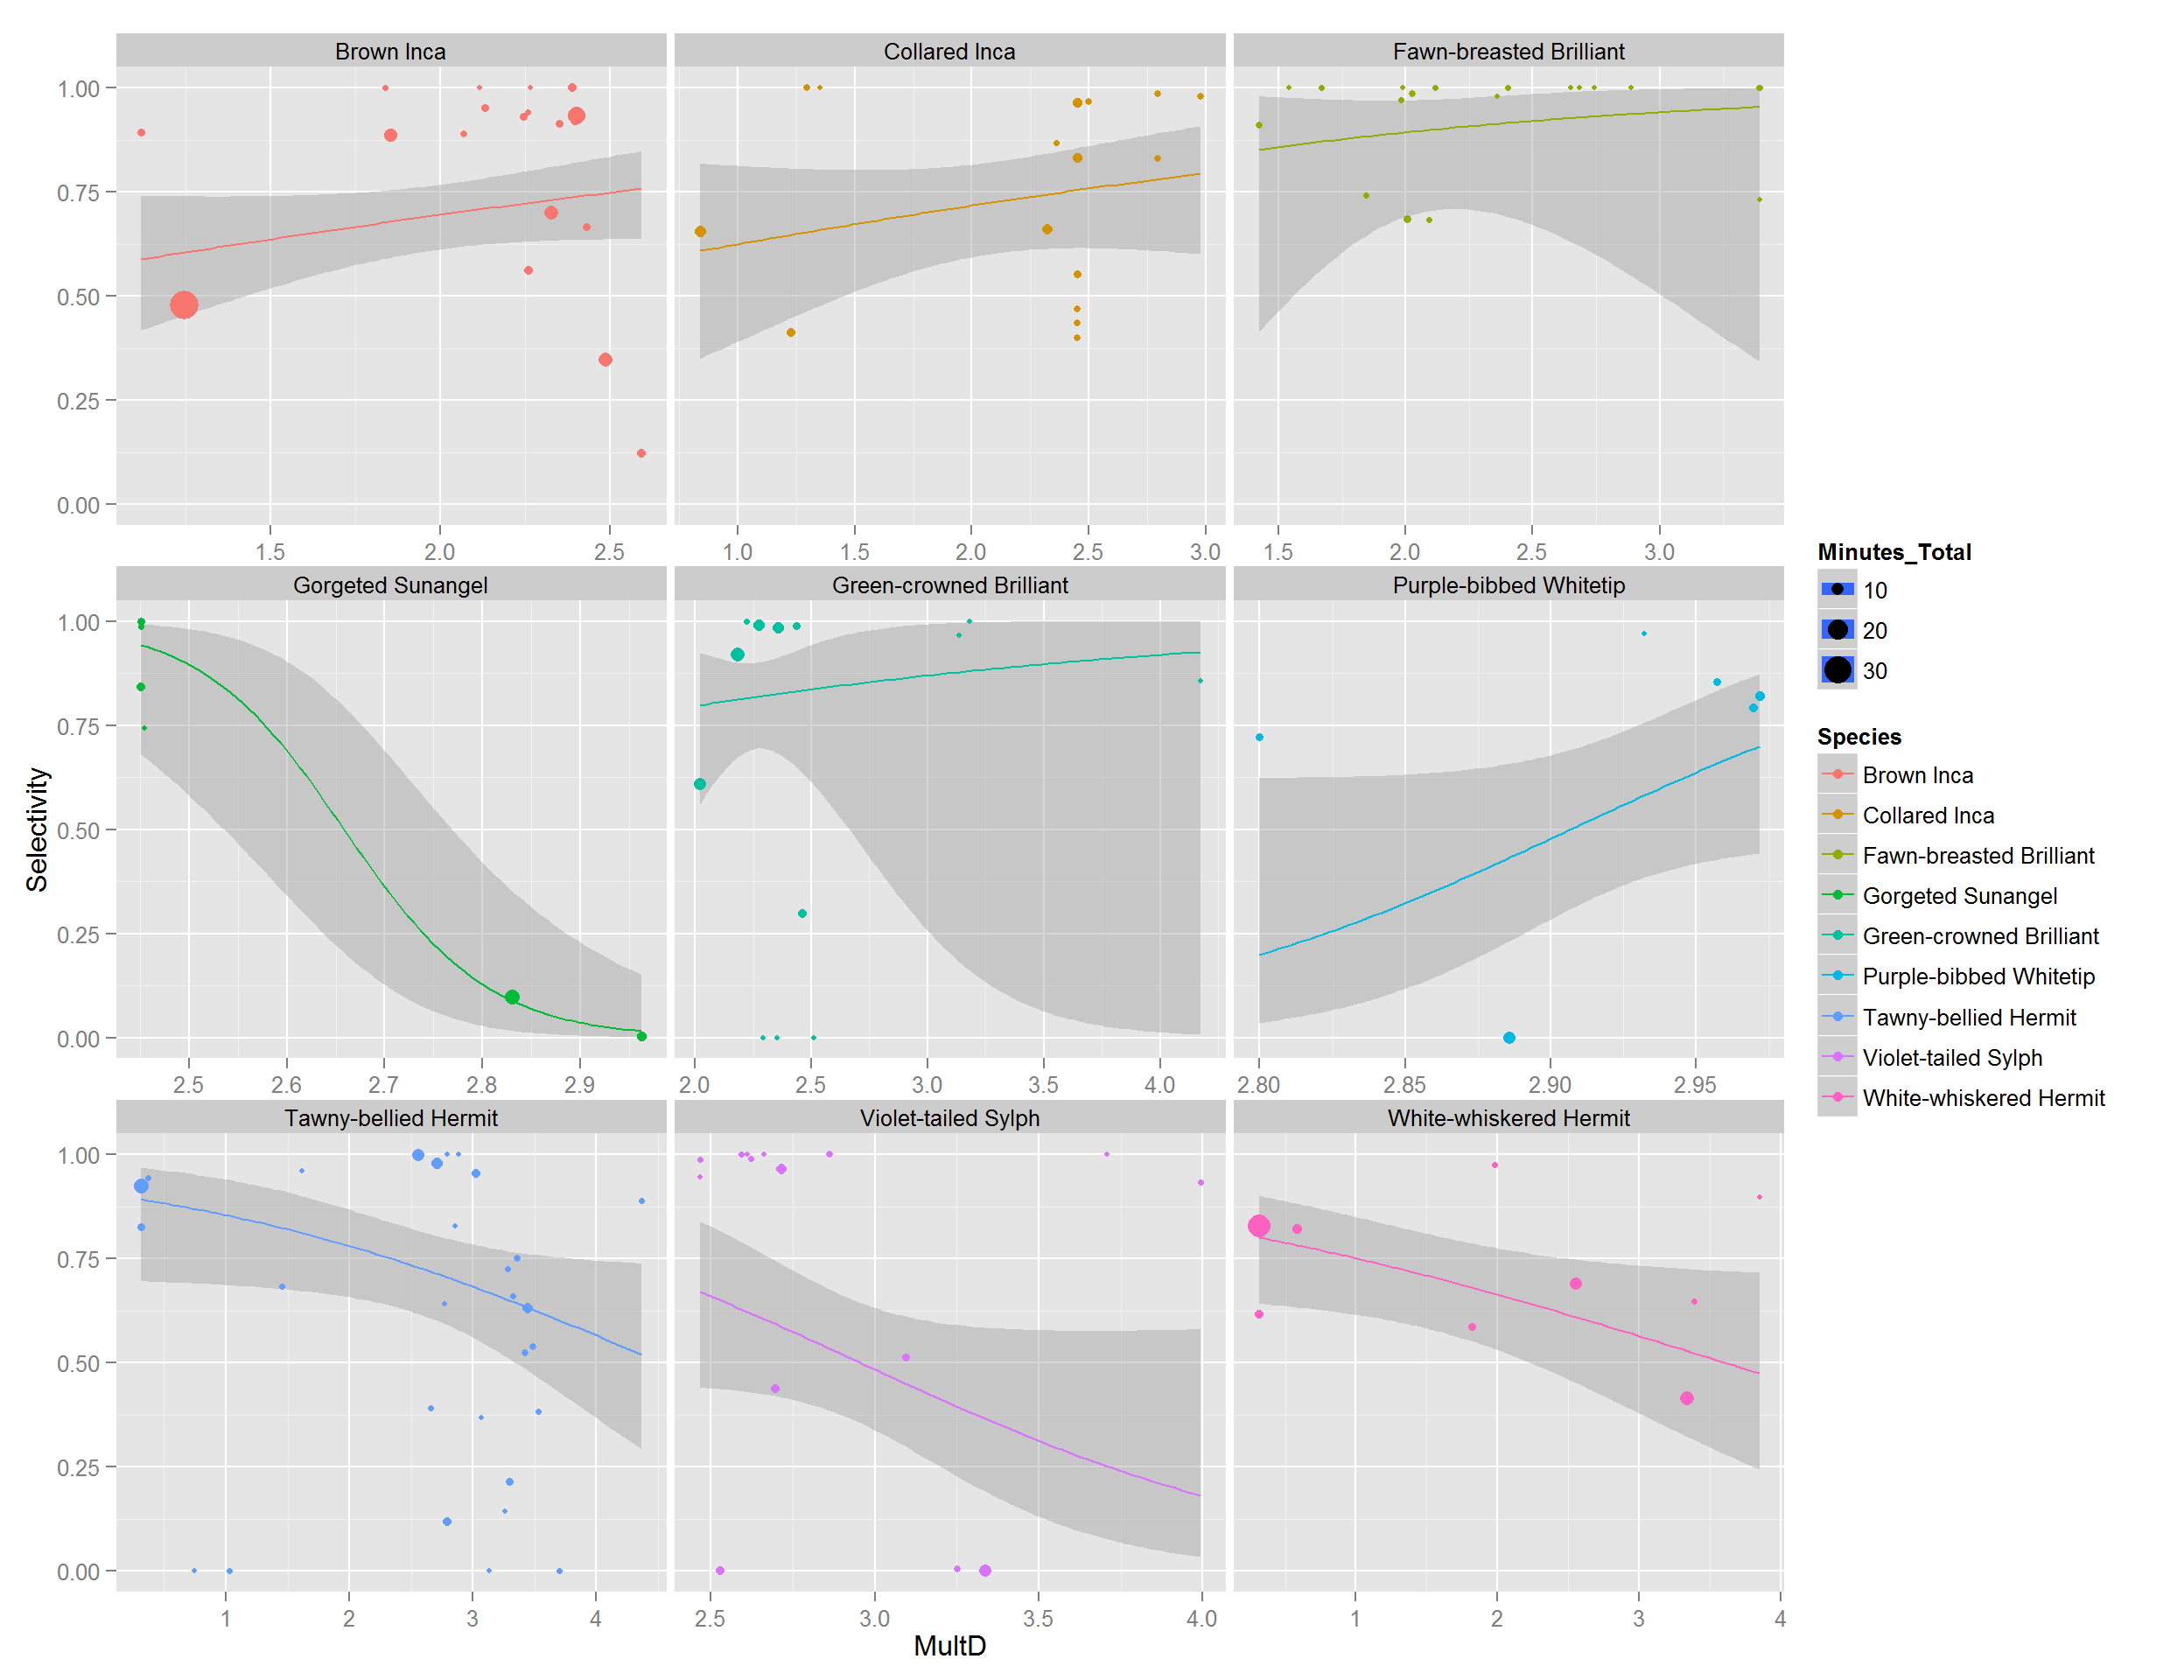 Brown Inca Collared Inca Fawn-breasted Brilliant
1.00
0.75
0.50
0.25
0.00
1.5 2.0 2.5 1.0 1.5 2.0 2.5 3.0 1.5 2.0 2.5 3.0
Gorgeted Sunangel Green-crowned Brilliant Purple-bibbed Whitetip
1.00
0.75
0.50
0.25
0.00
2.5 2.6 2.7 2.8 2.9 2.0 2.5 3.0 3.5 4.0 2.80 2.85 2.90 2.95
Tawny-bellied Hermit Violet-tailed Sylph White-whiskered Hermit
1.00
0.75
0.50
0.25
0.00
1 2 3 4 2.5 3.0 3.5 4.0 1 2 3 4
Selectivity
MultD
Minutes_Total
10
20
30
Species
Brown Inca
Collared Inca
Fawn-breasted Brilliant
Gorgeted Sunangel
Green-crowned Brilliant
Purple-bibbed Whitetip
Tawny-bellied Hermit
Violet-tailed Sylph
White-whiskered Hermit